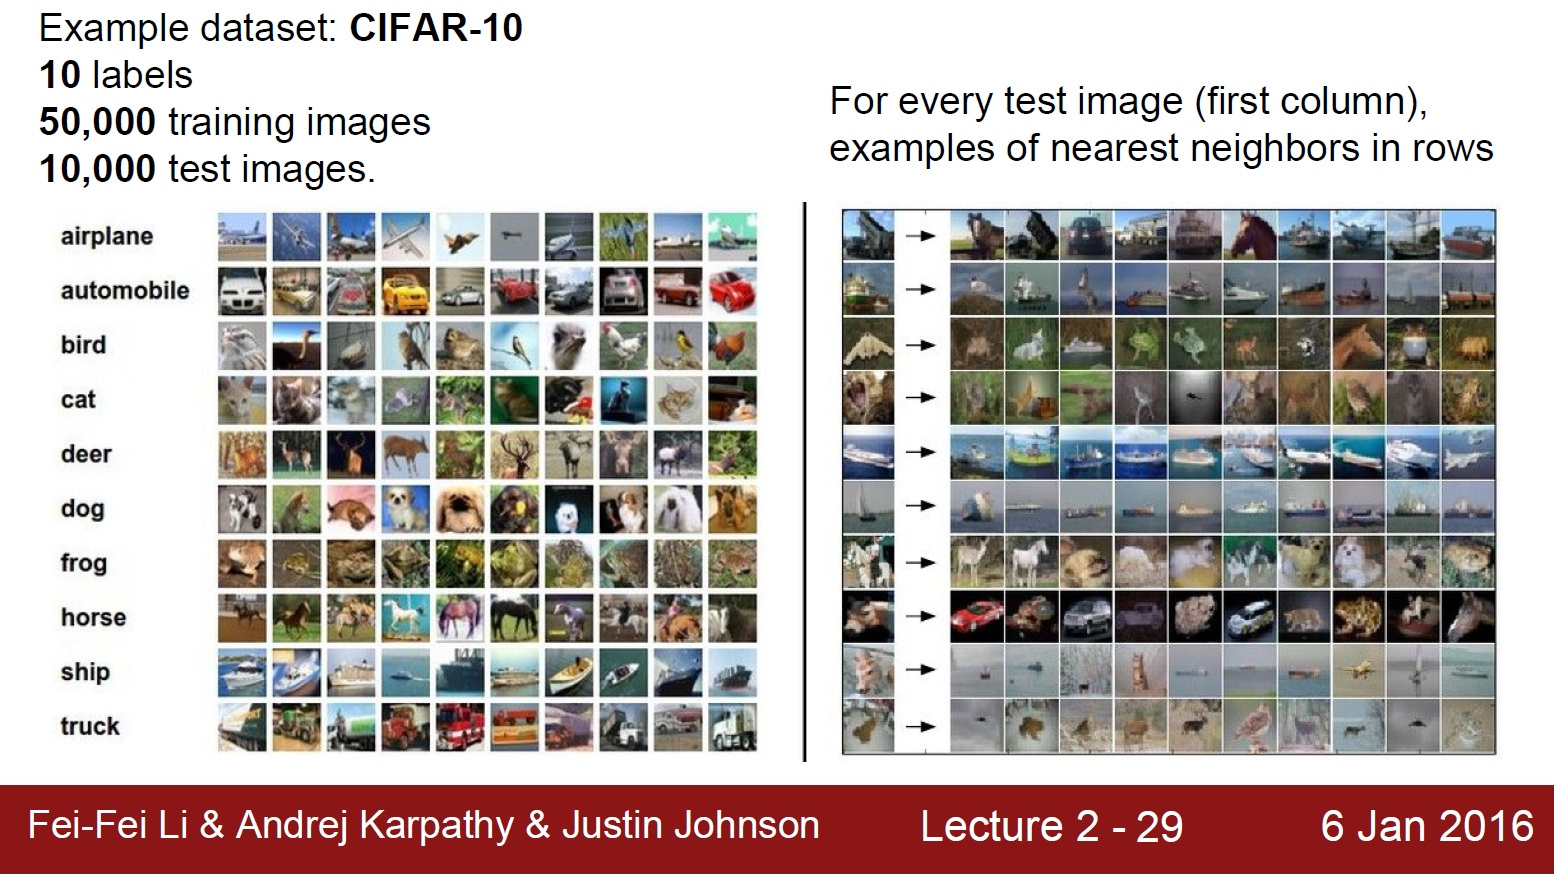 Example dataset: CIFAR-10
10 labels
50,000 training images
10,000 test images.
For every test image (first column),
examples of nearest neighbors in rows
airplane
automobile
bird
cat
deer
dog
frog
horse
ship
truck
Fei-Fei Li & Andrej Karpathy & Justin Johnson
Lecture 2 - 29
6 Jan 2016